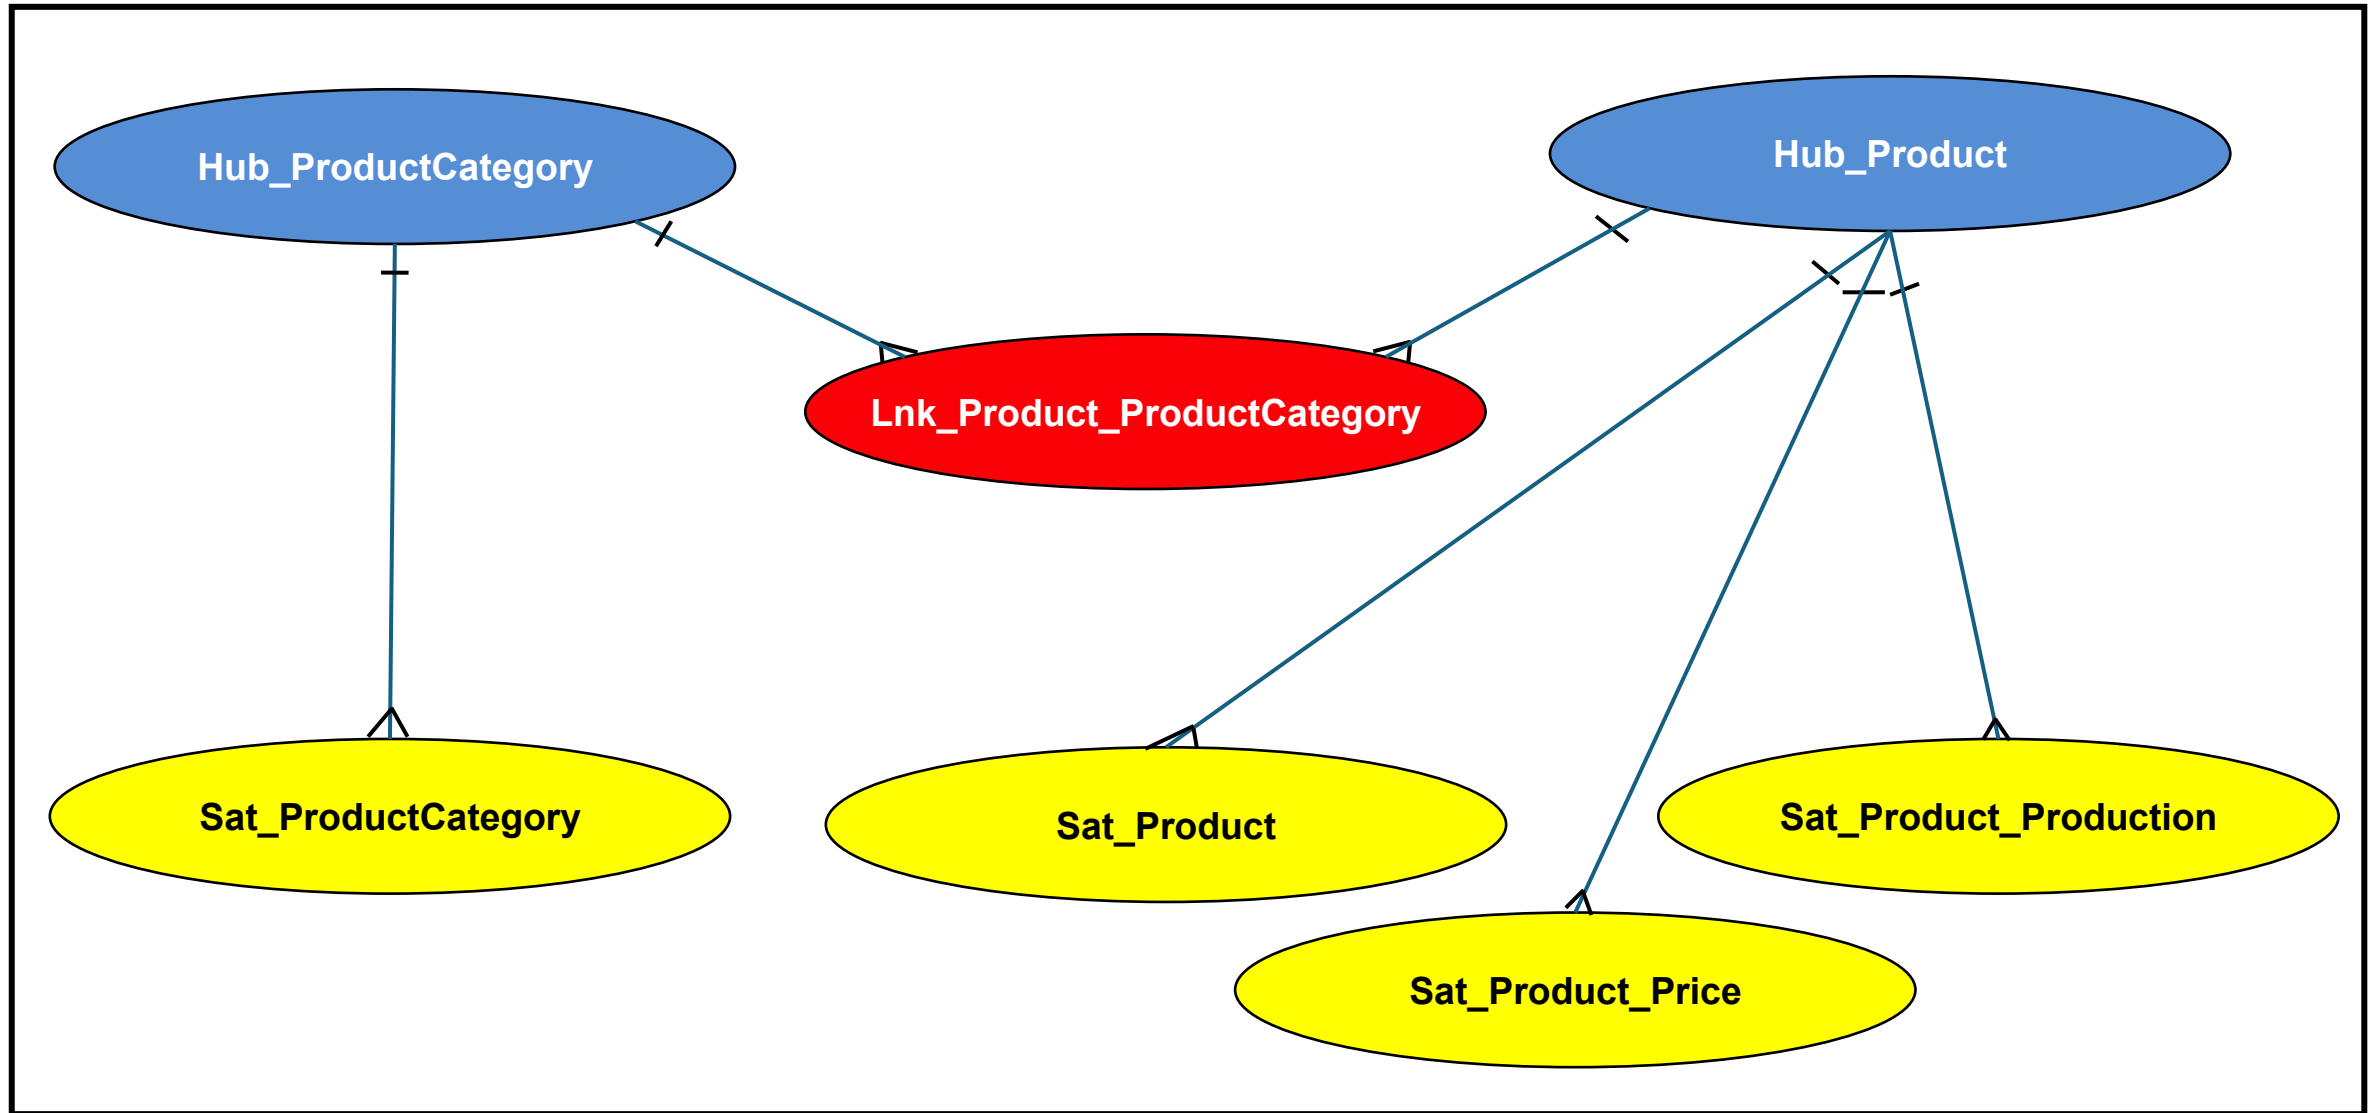 Hub_ProductCategory
Hub_Product
Lnk_Product_ProductCategory
Sat_ProductCategory
Sat_Product
Sat_Product_Production
Sat_Product_Price